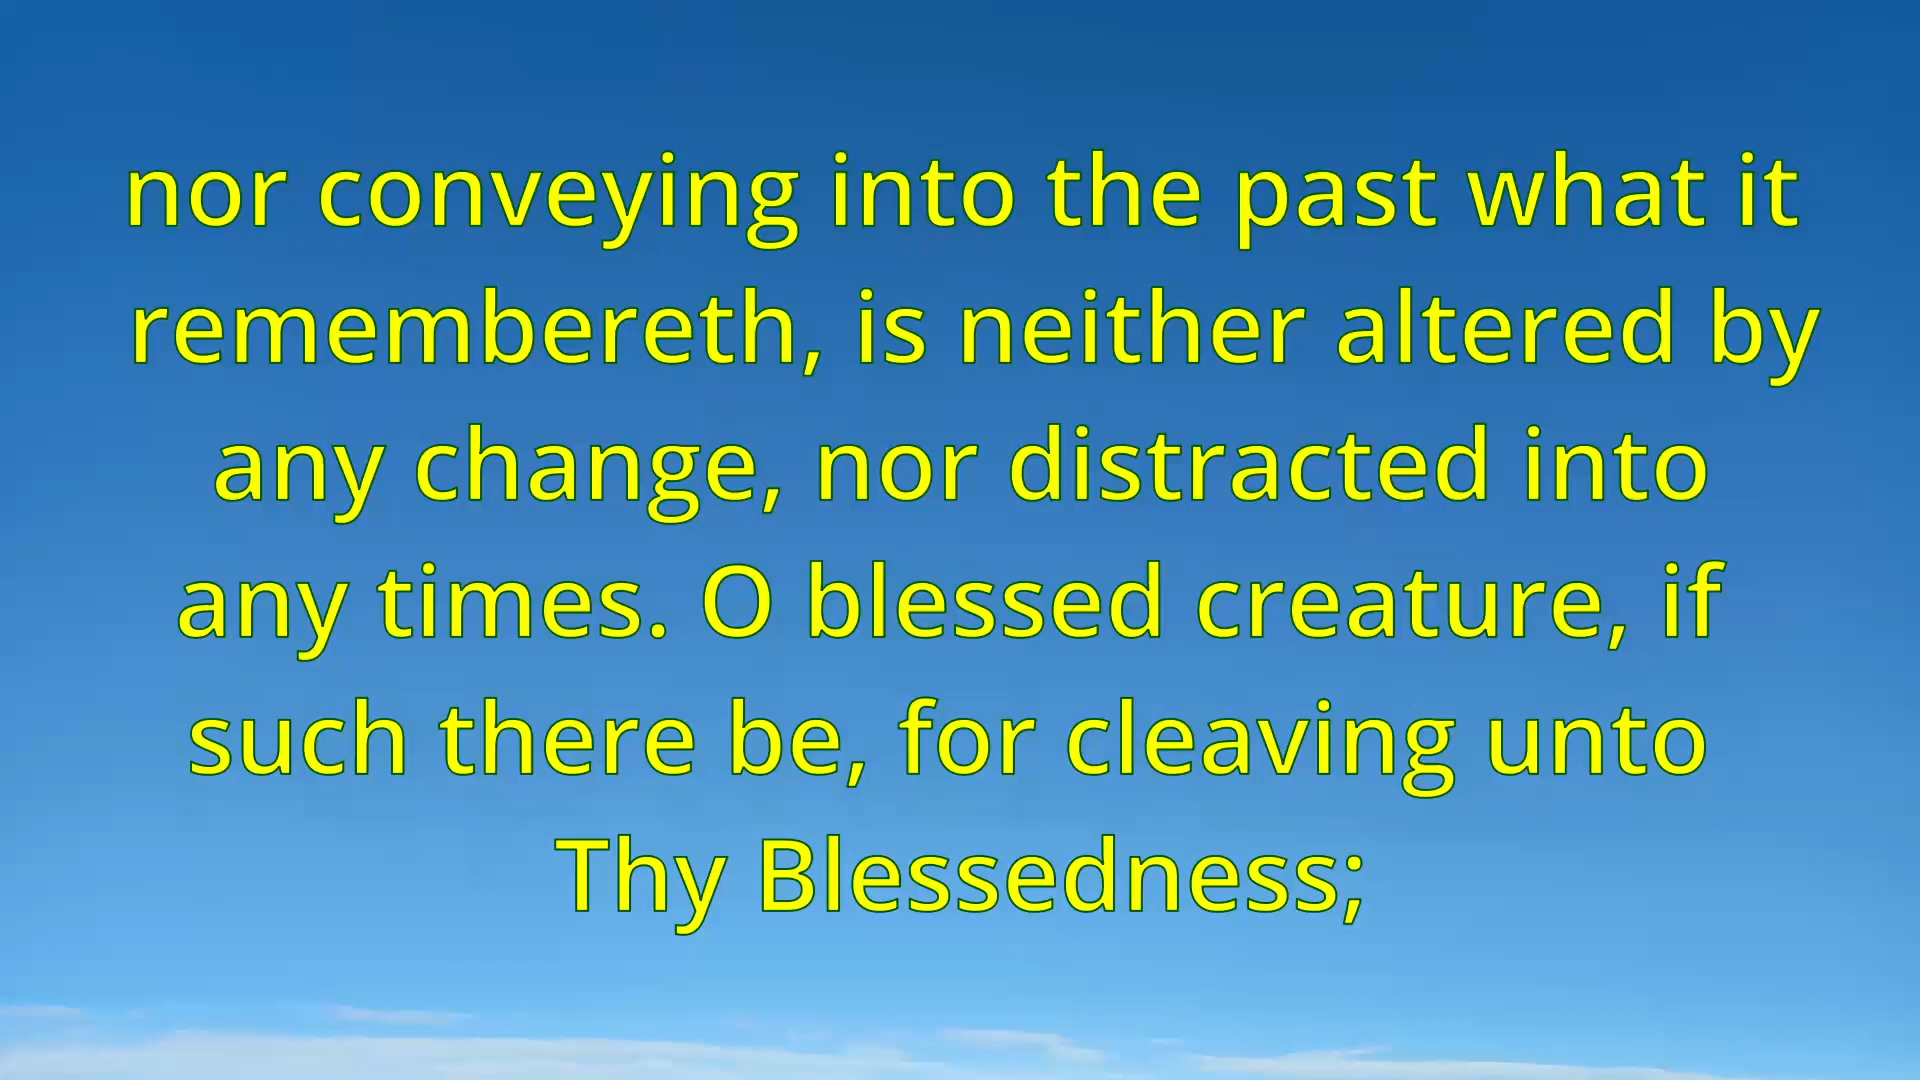 nor conveying into the past what it
remembereth, is neither altered by
any change, nor distracted into
any times. O blessed creature, if
such there be, for cleaving unto
Thy Blessedness;